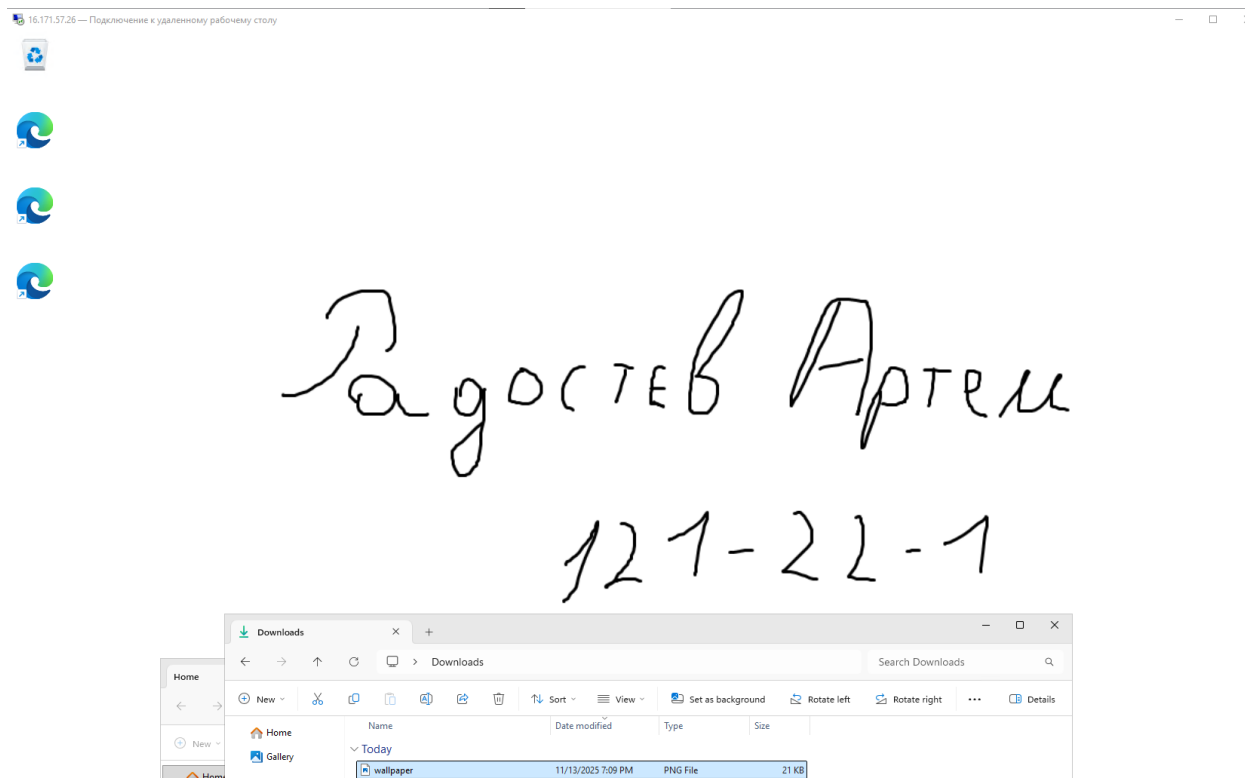 16.171.57.26 — Подключение к удаленному рабочему столу
Радостев Артем
121-22-1
Downloads
Home
Downloads
Search Downloads
New
New
Sort
View
Set as background
Rotate left
Rotate right
Details
Home
Gallery
Name
Date modified
Type
Size
Today
wallpaper
11/13/2025 7:09 PM
PNG File
21 KB
Home